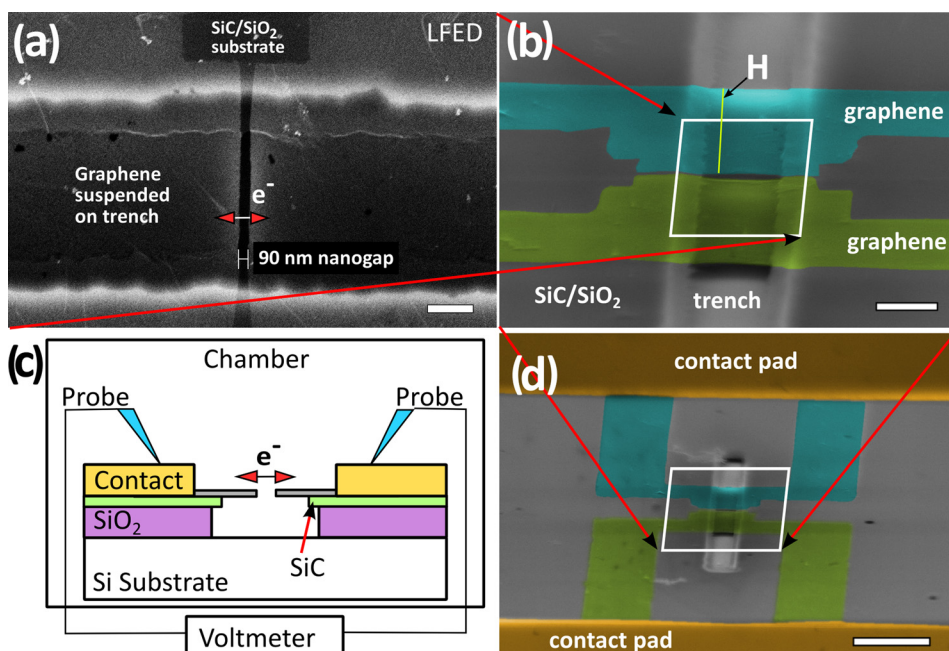 (a)
SiC/SiO₂
substrate
LFED
Graphene
suspended
on trench
e⁻
90 nm nanogap
(b)
H
graphene
graphene
SiC/SiO₂
trench
(c)
Chamber
Probe
Probe
e⁻
Contact
SiO₂
SiC
Si Substrate
Voltmeter
(d)
contact pad
contact pad